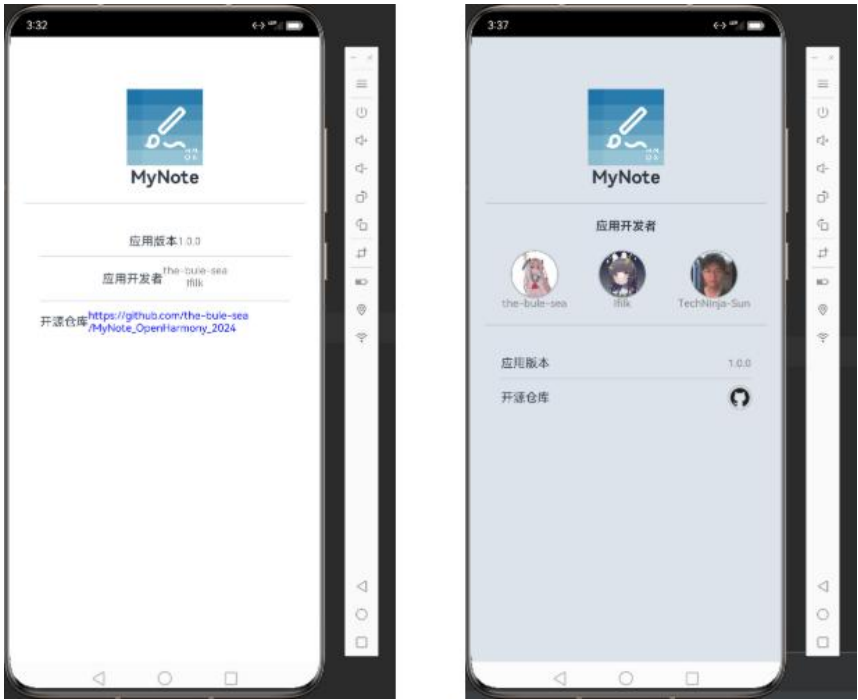 3:32
MyNote
应用版本1.0.0
应用开发者the-bule-sea
lfilk
开源仓库https://github.com/the-bule-sea
/MyNote_OpenHarmony_2024
3:37
MyNote
应用开发者
the-bule-sea lfilk TechNinja-Sun
应用版本 1.0.0
开源仓库